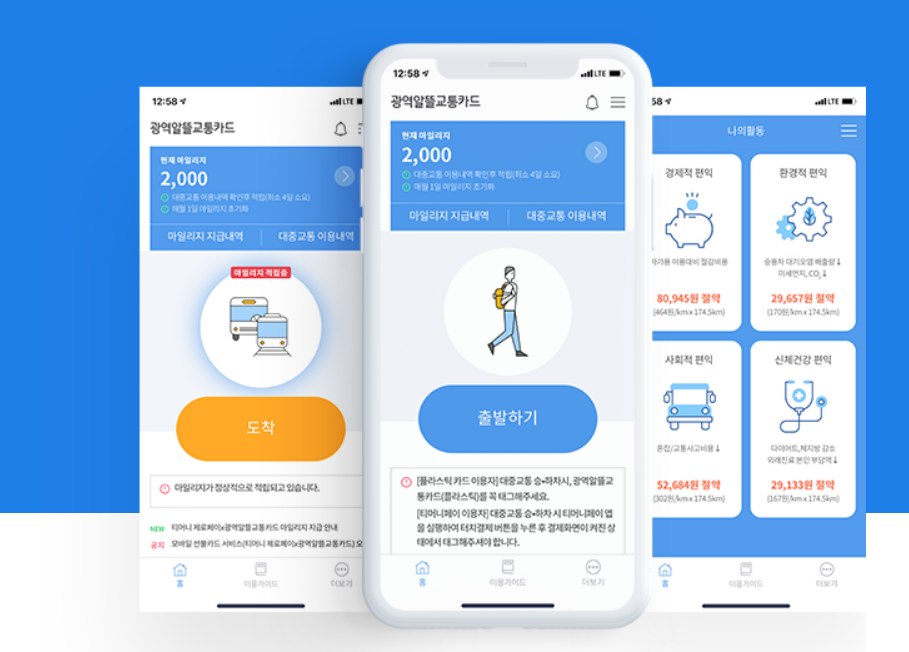 12:58
LTE
광역알뜰교통카드
현재 마일리지
2,000
대중교통 이용내역 확인후 적립(최소 4일 소요)
매월 1일 마일리지 초기화
마일리지 지급내역 대중교통 이용내역
마일리지 적립중
도착
마일리지가 정상적으로 적립되고 있습니다.
NEW 티머니 제로페이x광역알뜰교통카드 마일리지 지급 안내
공지 모바일 선물카드 서비스(티머니 제로페이x광역알뜰교통카드) 오
홈 이용가이드 더보기
12:58
LTE
광역알뜰교통카드
현재 마일리지
2,000
대중교통 이용내역 확인후 적립(최소 4일 소요)
매월 1일 마일리지 초기화
마일리지 지급내역 대중교통 이용내역
출발하기
[플라스틱 카드 이용자] 대중교통 승•하차시, 광역알뜰교
통카드(플라스틱)를 꼭 태그해주세요.
[티머니페이 이용자] 대중교통 승•하차 시 티머니페이 앱
을 실행하여 터치결제 버튼을 누른 후 결제화면이 켜진 상
태에서 태그해주셔야 합니다.
홈 이용가이드 더보기
58
LTE
나의활동
경제적 편익
자가용 이용대비 절감비용
80,945원 절약
(464원/km x 174.5km)
환경적 편익
승용차 대기오염 배출량↓
미세먼지, CO₂↓
29,657원 절약
(170원/km x 174.5km)
사회적 편익
혼잡/교통사고비용↓
52,684원 절약
(302원/km x 174.5km)
신체건강 편익
다이어트, 체지방 감소
외래진료 본인 부담액↓
29,133원 절약
(167원/km x 174.5km)
홈 이용가이드 더보기